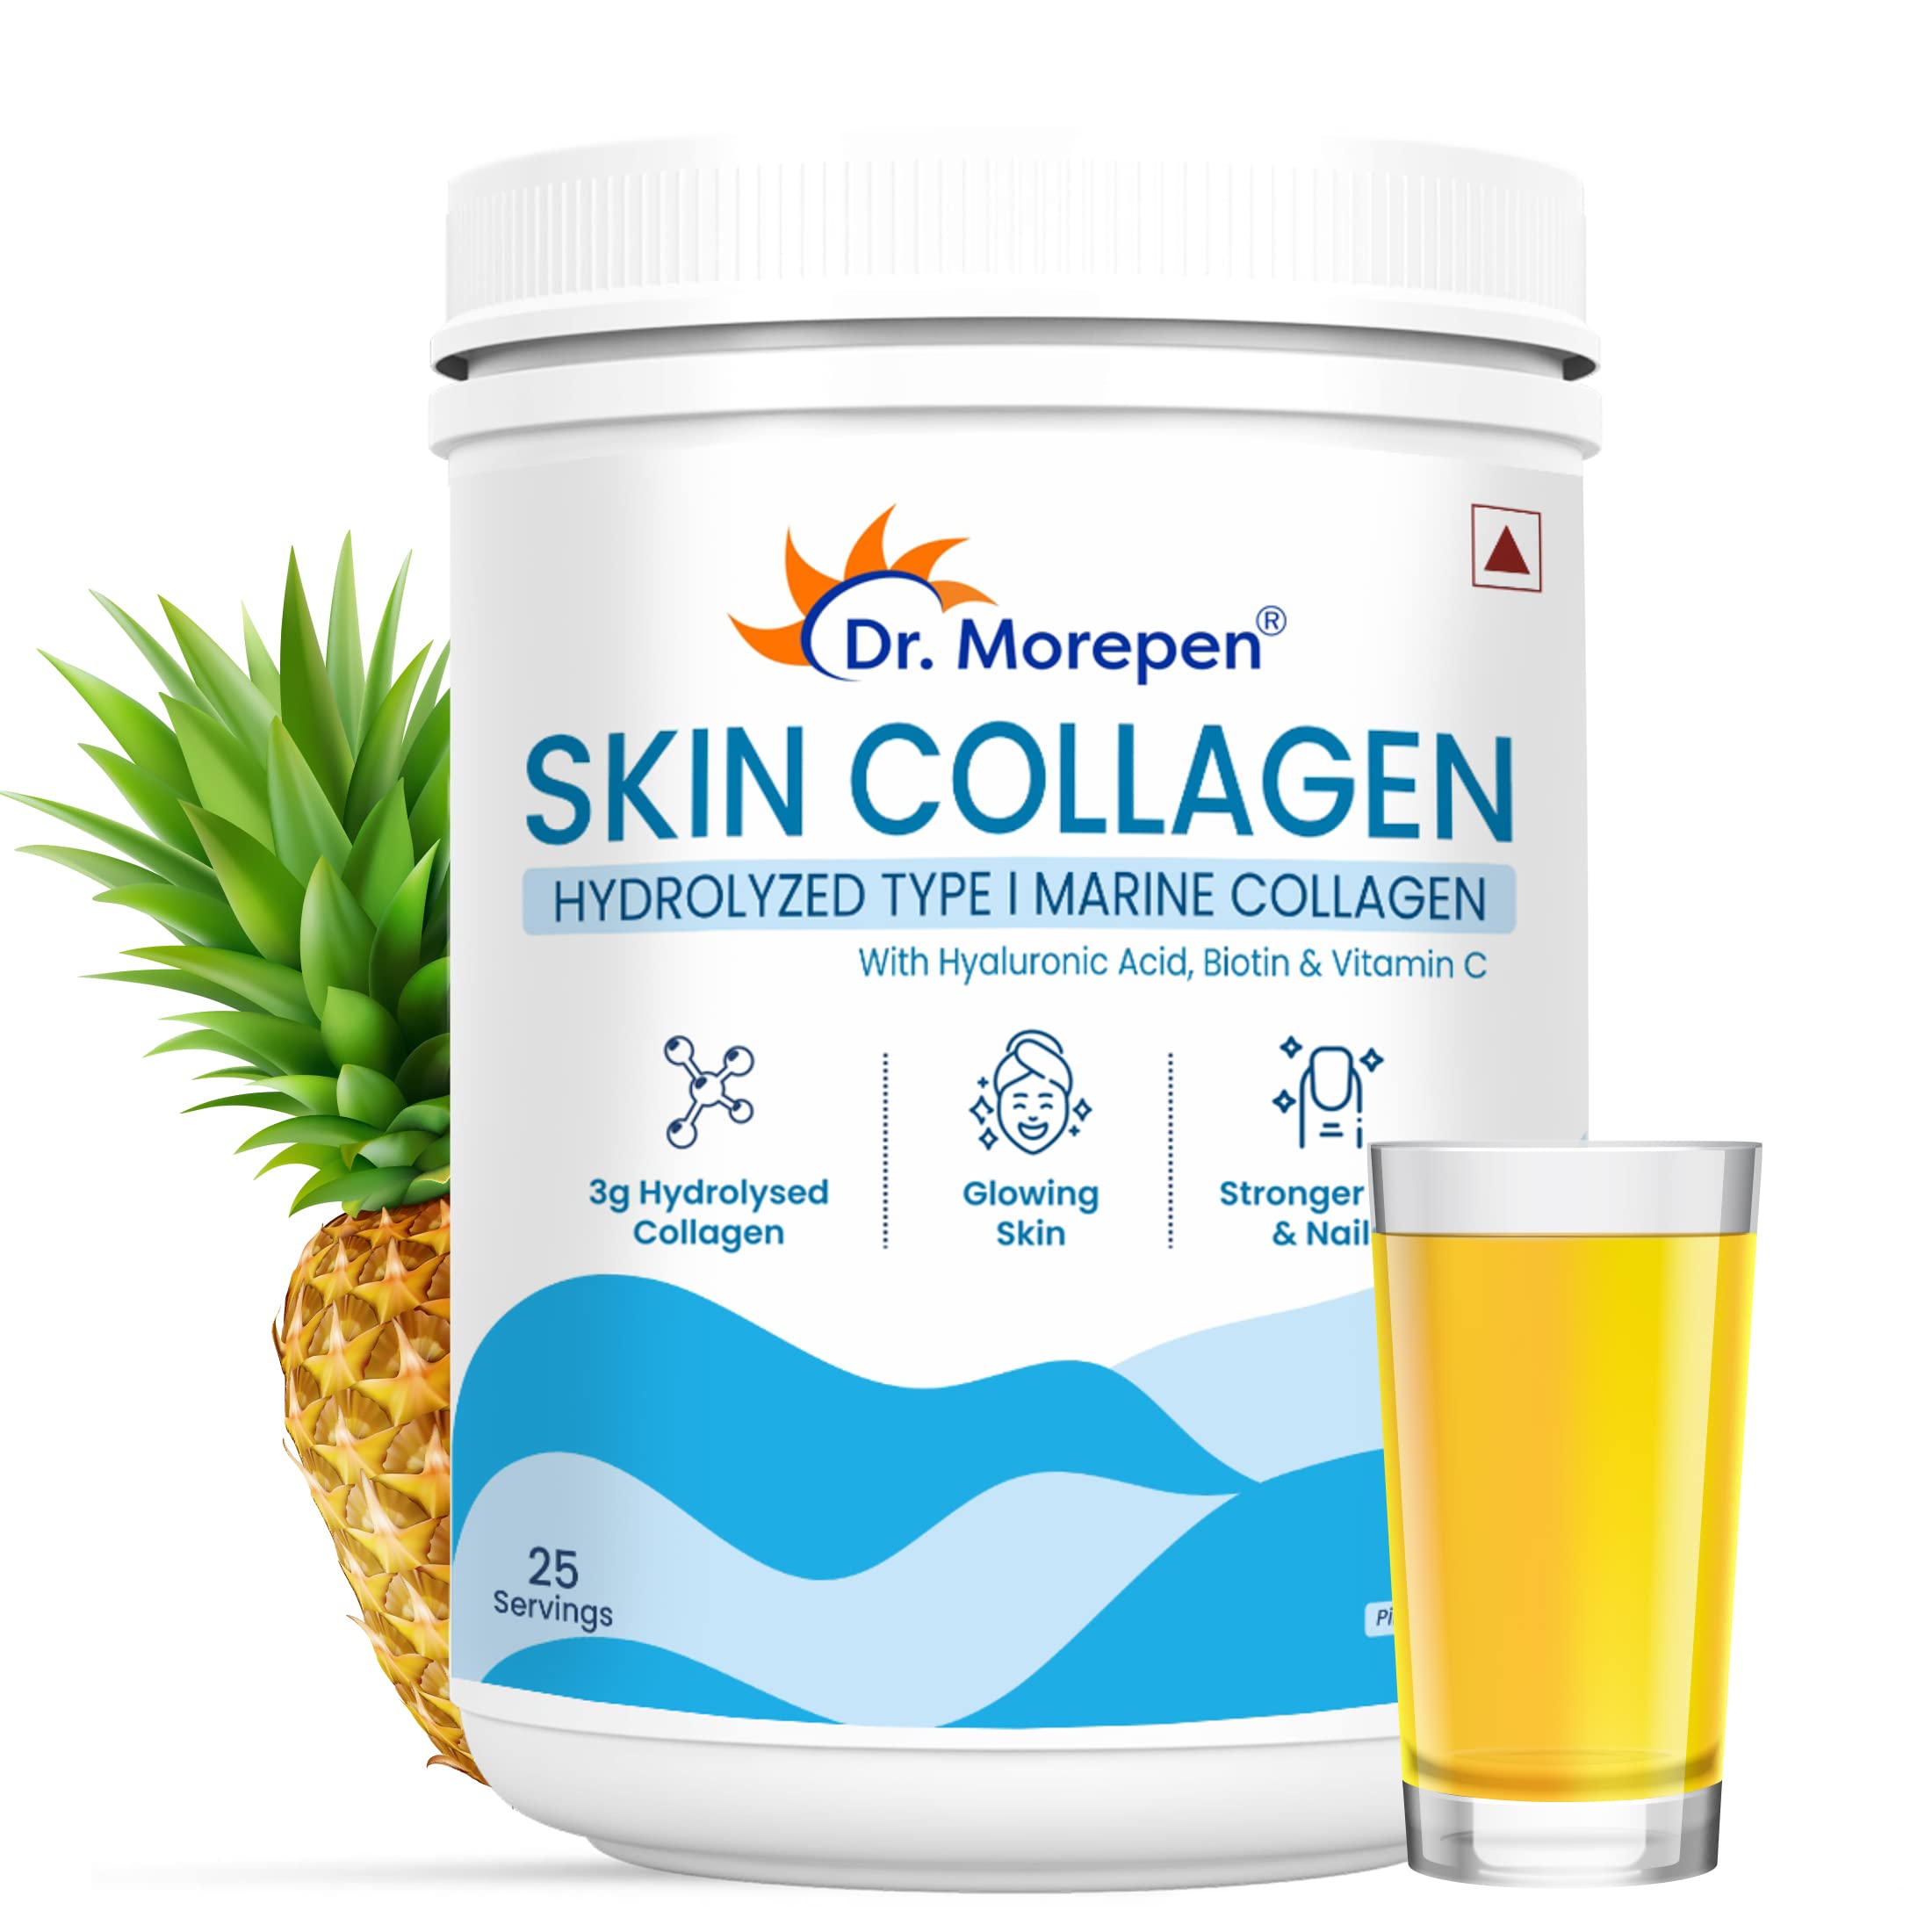 Dr. Morepen®
SKIN COLLAGEN
HYDROLYZED TYPE I MARINE COLLAGEN
With Hyaluronic Acid, Biotin & Vitamin C
3g Hydrolysed
Collagen
Glowing
Skin
Stronger
&
25
Servings